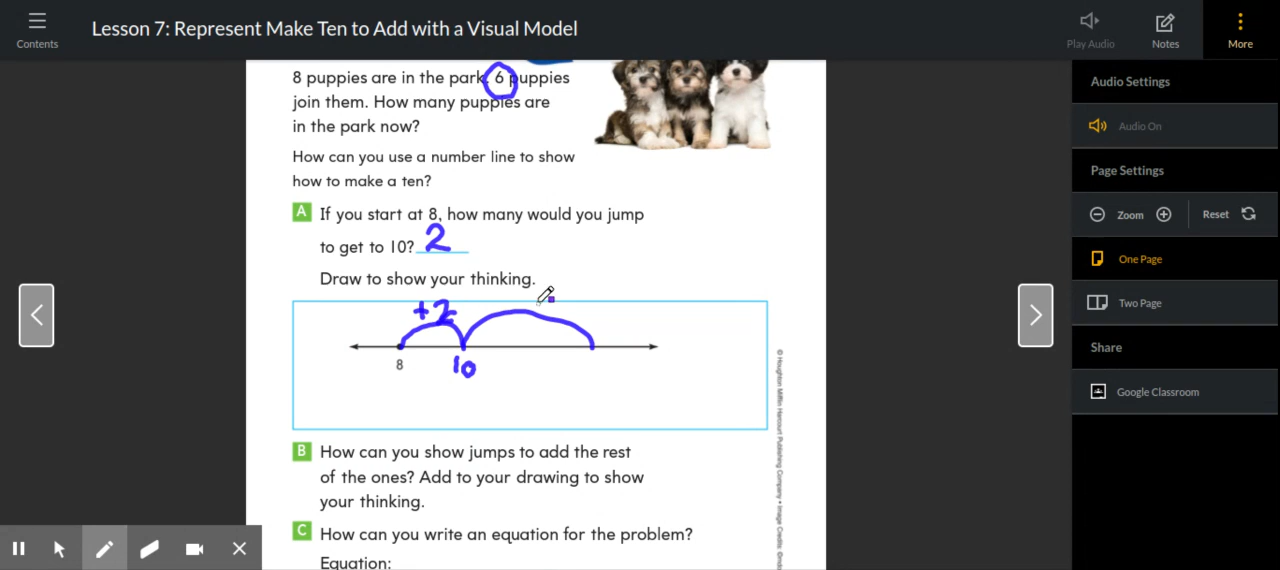 Contents
Lesson 7: Represent Make Ten to Add with a Visual Model
Play Audio
Notes
More
8 puppies are in the park. 6 puppies
join them. How many puppies are
in the park now?
How can you use a number line to show
how to make a ten?
A If you start at 8, how many would you jump
to get to 10? 2
Draw to show your thinking.
+2
8
10
B How can you show jumps to add the rest
of the ones? Add to your drawing to show
your thinking.
C How can you write an equation for the problem?
Equation:
© Houghton Mifflin Harcourt Publishing Company • Image Credits:
Audio Settings
Audio On
Page Settings
Zoom
Reset
One Page
Two Page
Share
Google Classroom